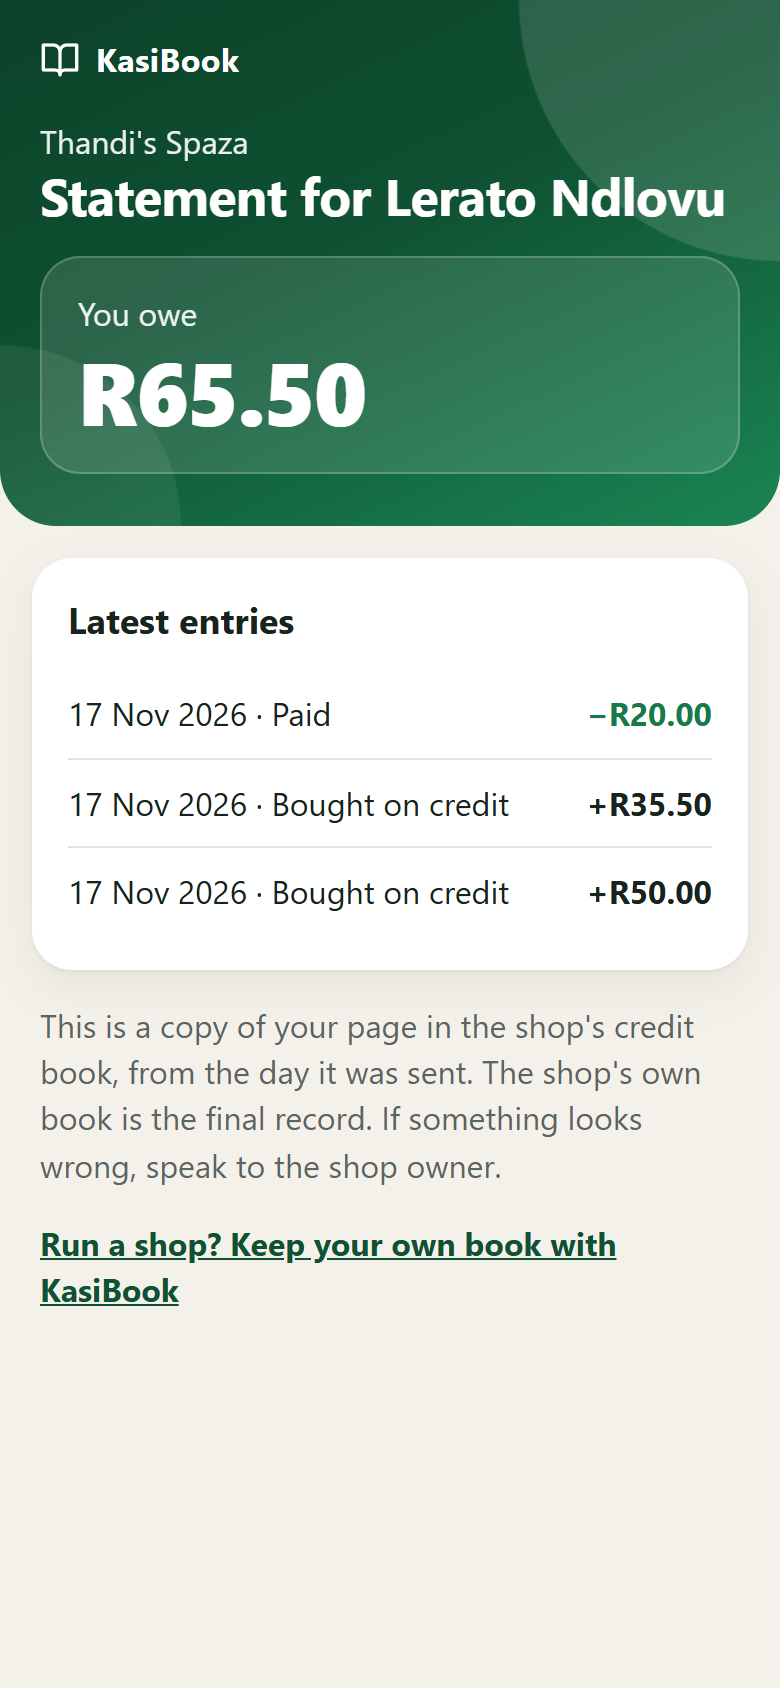 KasiBook
Thandi's Spaza
Statement for Lerato Ndlovu
You owe
R65.50
Latest entries
17 Nov 2026 · Paid −R20.00
17 Nov 2026 · Bought on credit +R35.50
17 Nov 2026 · Bought on credit +R50.00
This is a copy of your page in the shop's credit
book, from the day it was sent. The shop's own
book is the final record. If something looks
wrong, speak to the shop owner.
Run a shop? Keep your own book with
KasiBook